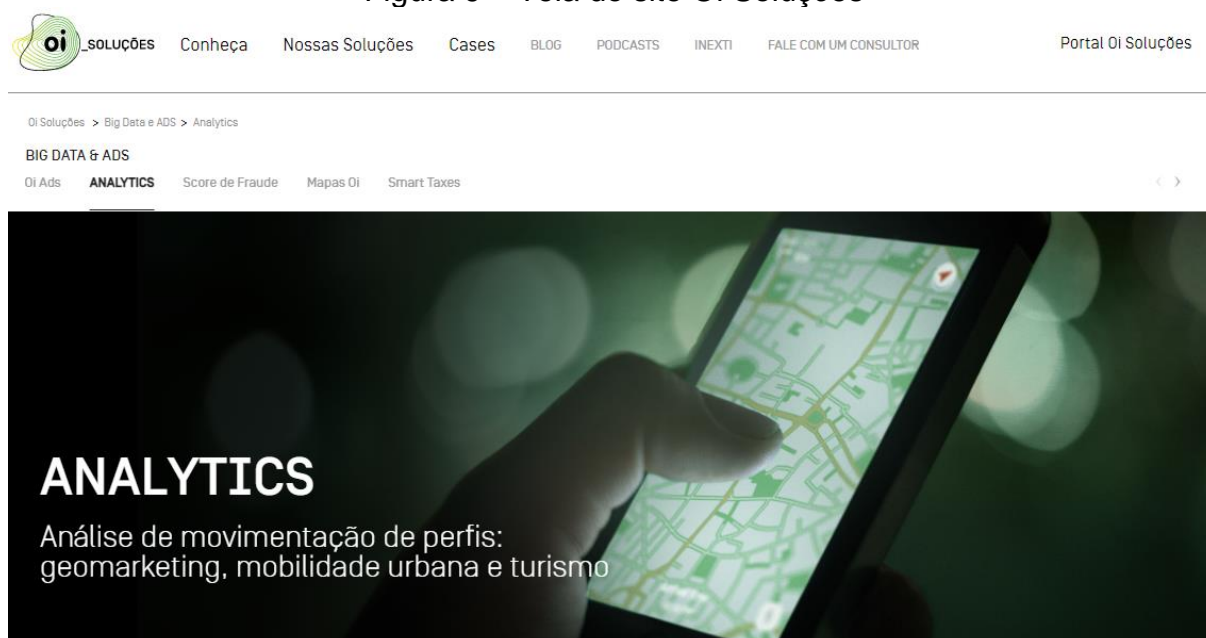 oi _SOLUÇÕES Conheça Nossas Soluções Cases BLOG PODCASTS INEXTI FALE COM UM CONSULTOR Portal Oi Soluções
Oi Soluções > Big Data e ADS > Analytics
BIG DATA & ADS
Oi Ads ANALYTICS Score de Fraude Mapas Oi Smart Taxes
ANALYTICS
Análise de movimentação de perfis:
geomarketing, mobilidade urbana e turismo